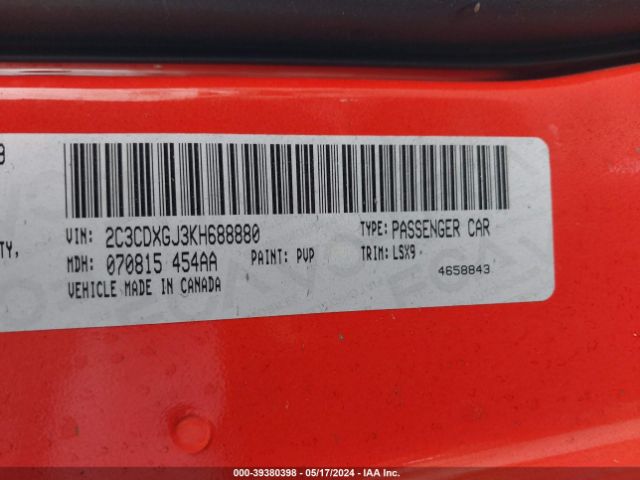 VIN: 2C3CDXGJ3KH688880 TYPE: PASSENGER CAR
TY,
MDH: 070815 454AA PAINT: PVP TRIM: LSX9
4658843
VEHICLE MADE IN CANADA
000-39380398 - 05/17/2024 - IAA Inc.